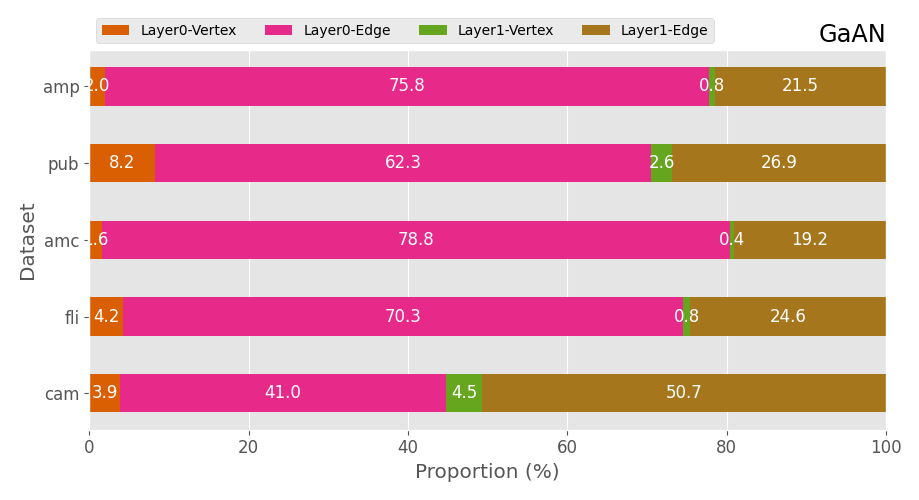 Layer0-Vertex Layer0-Edge Layer1-Vertex Layer1-Edge
GaAN
amp 2.0 75.8 0.8 21.5
pub 8.2 62.3 2.6 26.9
amc .6 78.8 0.4 19.2
fli 4.2 70.3 0.8 24.6
cam 3.9 41.0 4.5 50.7
0 20 40 60 80 100
Proportion (%)
Dataset